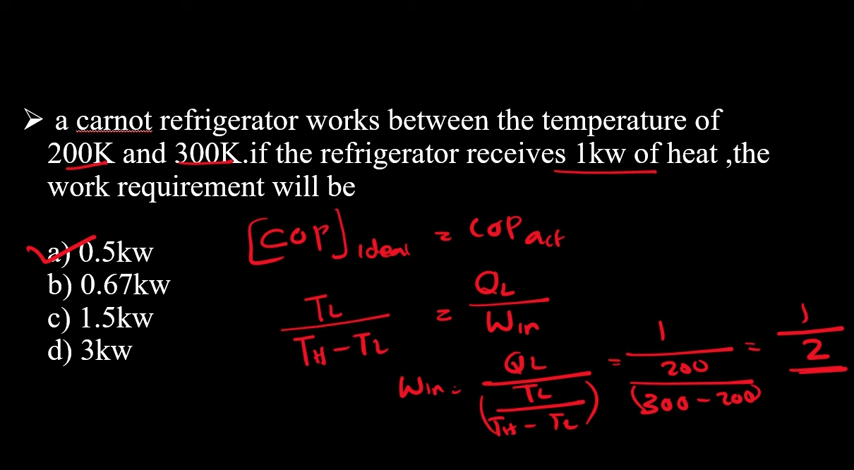 ➢ a carnot refrigerator works between the temperature of
200K and 300K.if the refrigerator receives 1kw of heat ,the
work requirement will be
a) 0.5kw
b) 0.67kw
c) 1.5kw
d) 3kw
[COP] ideal = COP act
TL / (TH - TL) = QL / Win
Win = QL / (TL / (TH - TL)) = 1 / (200 / (300 - 200)) = 1 / 2